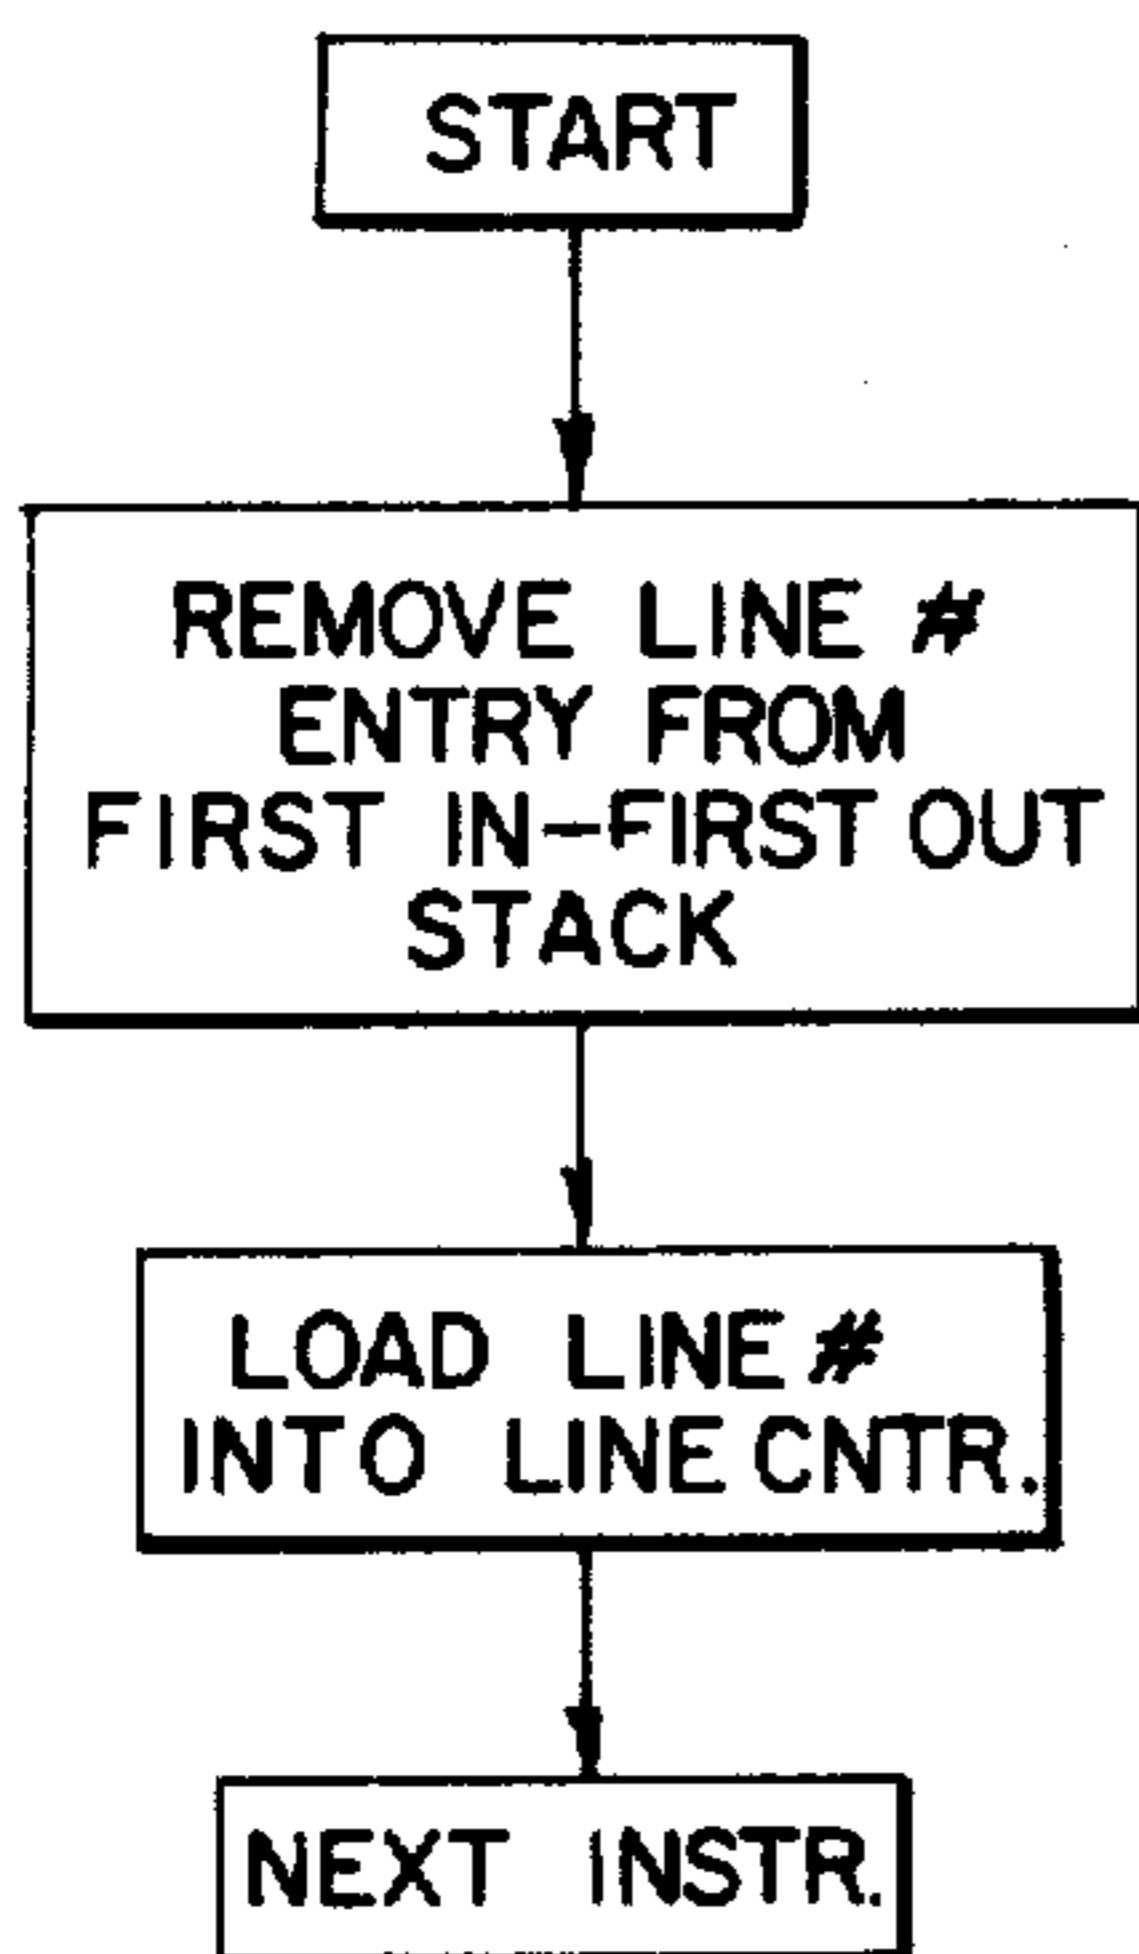 START
REMOVE LINE #
ENTRY FROM
FIRST IN-FIRST OUT
STACK
LOAD LINE #
INTO LINE CNTR.
NEXT INSTR.